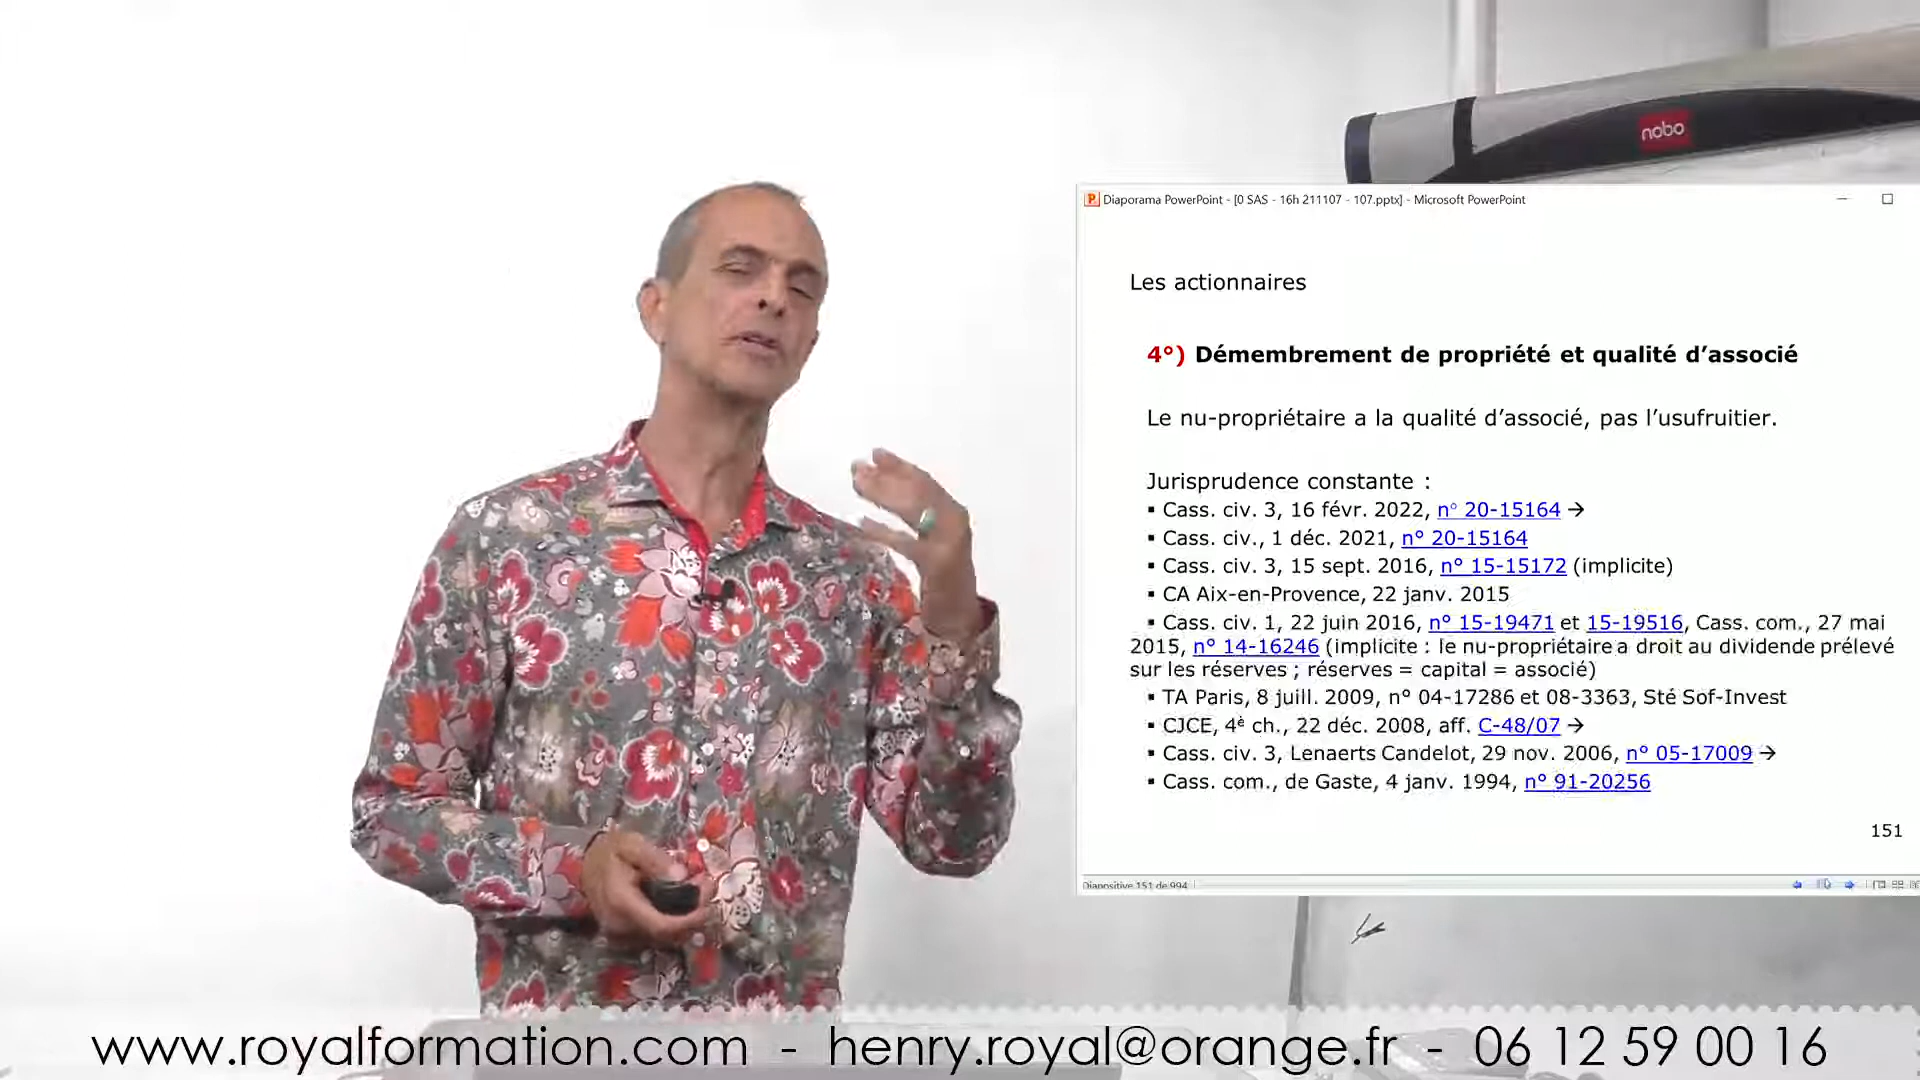 nobo
Diaporama PowerPoint - [0 SAS - 16h 211107 - 107.pptx] - Microsoft PowerPoint
Les actionnaires
4°) Démembrement de propriété et qualité d’associé
Le nu-propriétaire a la qualité d’associé, pas l’usufruitier.
Jurisprudence constante :
▪ Cass. civ. 3, 16 févr. 2022, n° 20-15164 →
▪ Cass. civ., 1 déc. 2021, n° 20-15164
▪ Cass. civ. 3, 15 sept. 2016, n° 15-15172 (implicite)
▪ CA Aix-en-Provence, 22 janv. 2015
▪ Cass. civ. 1, 22 juin 2016, n° 15-19471 et 15-19516, Cass. com., 27 mai
2015, n° 14-16246 (implicite : le nu-propriétaire a droit au dividende prélevé
sur les réserves ; réserves = capital = associé)
▪ TA Paris, 8 juill. 2009, n° 04-17286 et 08-3363, Sté Sof-Invest
▪ CJCE, 4è ch., 22 déc. 2008, aff. C-48/07 →
▪ Cass. civ. 3, Lenaerts Candelot, 29 nov. 2006, n° 05-17009 →
▪ Cass. com., de Gaste, 4 janv. 1994, n° 91-20256
151
Diapositive 151 de 994
www.royalformation.com - henry.royal@orange.fr - 06 12 59 00 16